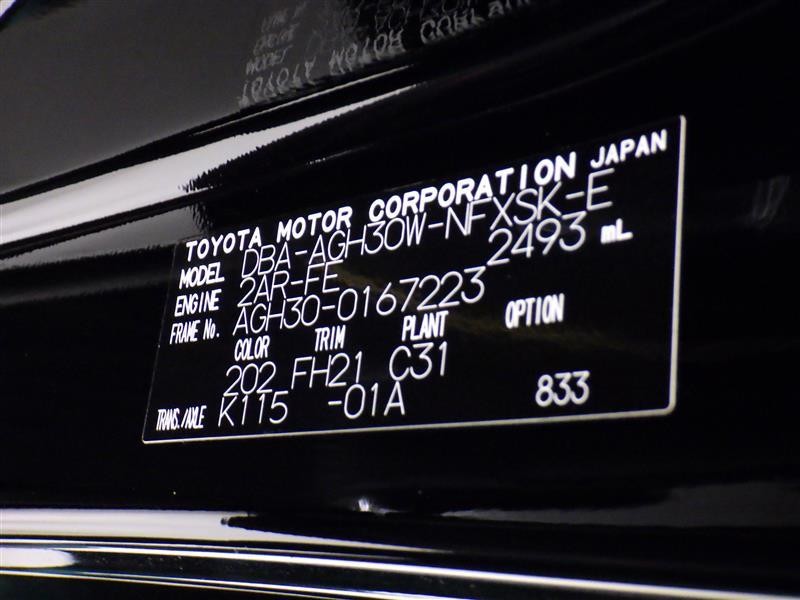 TOYOTA MOTOR CORPORATION JAPAN
MODEL DBA-AGH30W-NFXSK-E
ENGINE 2AR-FE 2493 mL
FRAME No. AGH30-0167223
COLOR TRIM PLANT OPTION
202 FH21 C31
TRANS./AXLE K115 -01A 833